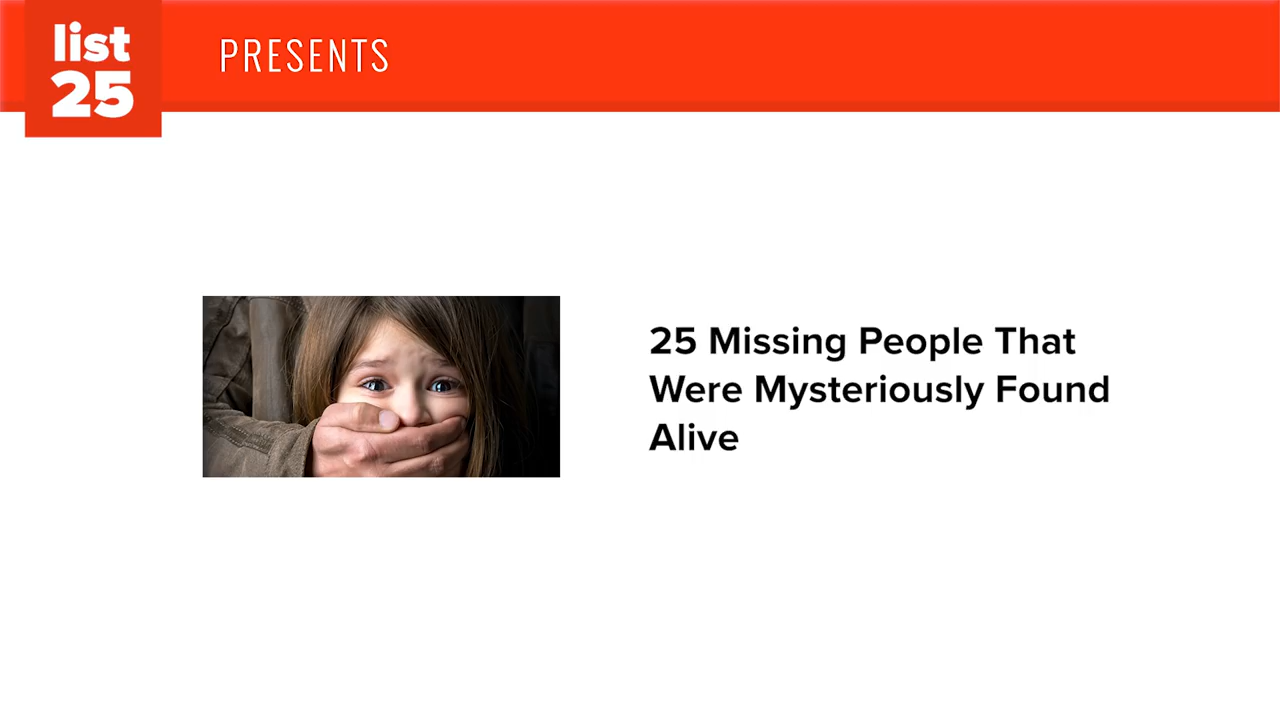 list
25
PRESENTS
25 Missing People That
Were Mysteriously Found
Alive